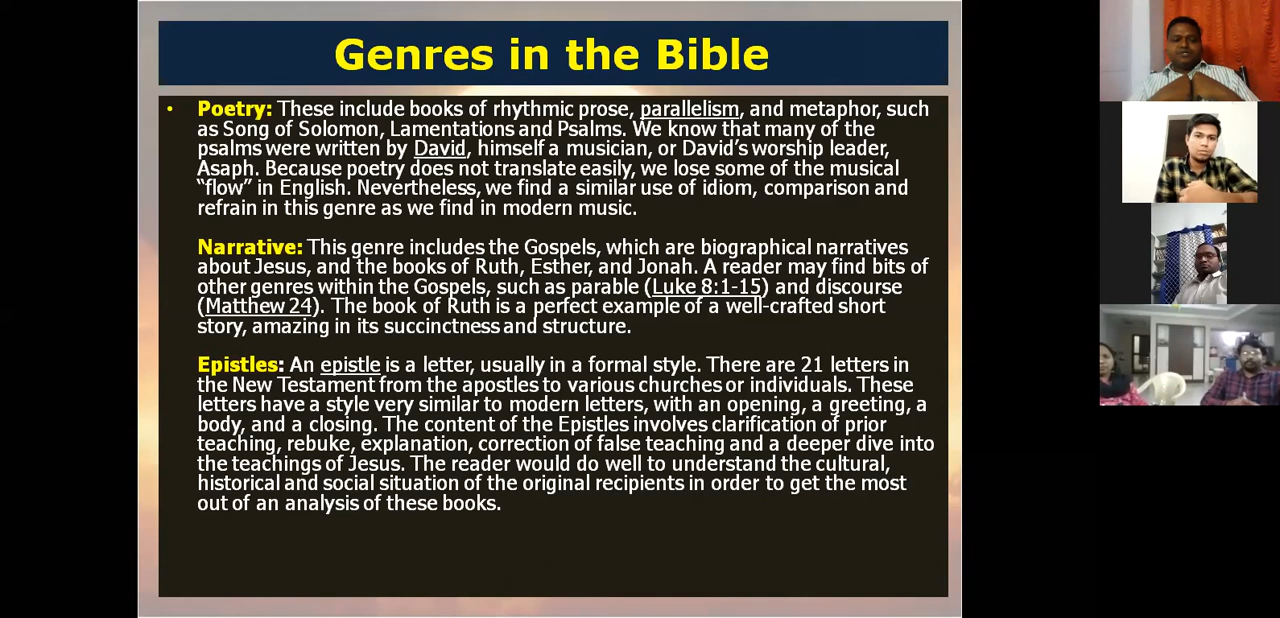 Genres in the Bible
• Poetry: These include books of rhythmic prose, parallelism, and metaphor, such
as Song of Solomon, Lamentations and Psalms. We know that many of the
psalms were written by David, himself a musician, or David's worship leader,
Asaph. Because poetry does not translate easily, we lose some of the musical
“flow” in English. Nevertheless, we find a similar use of idiom, comparison and
refrain in this genre as we find in modern music.
Narrative: This genre includes the Gospels, which are biographical narratives
about Jesus, and the books of Ruth, Esther, and Jonah. A reader may find bits of
other genres within the Gospels, such as parable (Luke 8:1-15) and discourse
(Matthew 24). The book of Ruth is a perfect example of a well-crafted short
story, amazing in its succinctness and structure.
Epistles: An epistle is a letter, usually in a formal style. There are 21 letters in
the New Testament from the apostles to various churches or individuals. These
letters have a style very similar to modern letters, with an opening, a greeting, a
body, and a closing. The content of the Epistles involves clarification of prior
teaching, rebuke, explanation, correction of false teaching and a deeper dive into
the teachings of Jesus. The reader would do well to understand the cultural,
historical and social situation of the original recipients in order to get the most
out of an analysis of these books.